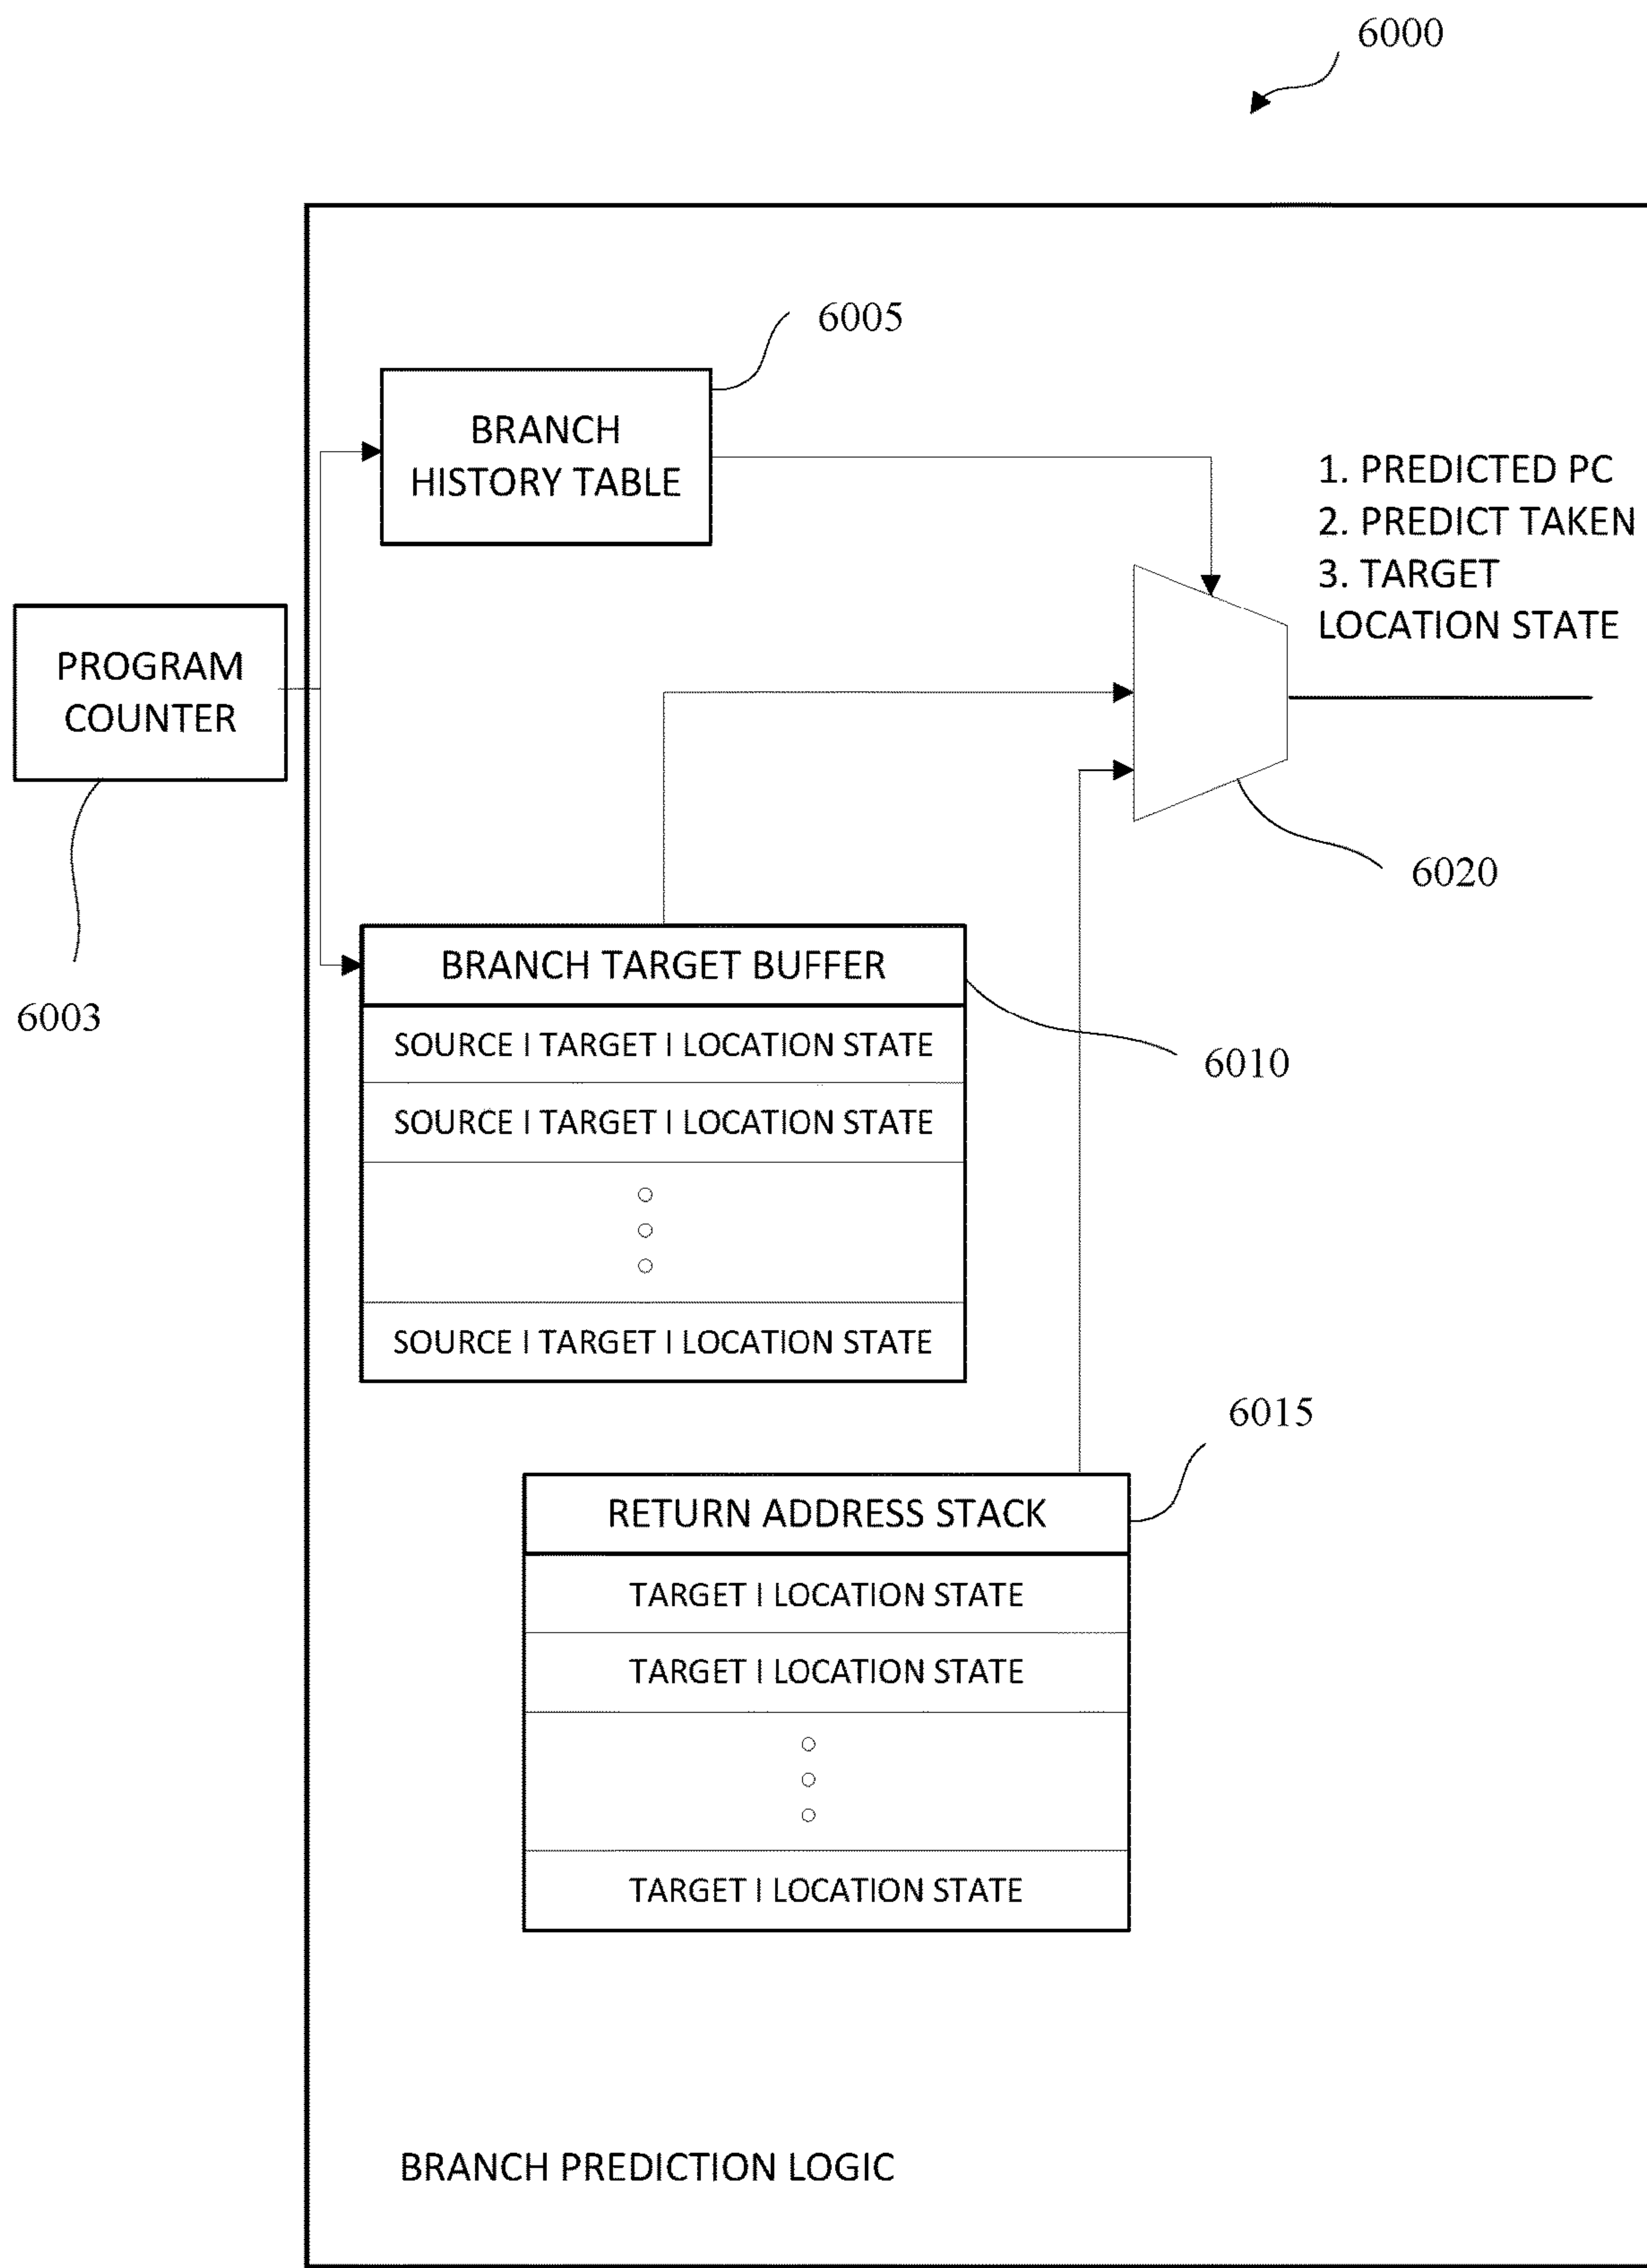 6000
6005
BRANCH
HISTORY TABLE
1. PREDICTED PC
2. PREDICT TAKEN
3. TARGET
LOCATION STATE
PROGRAM
COUNTER
6020
6003
BRANCH TARGET BUFFER
SOURCE | TARGET | LOCATION STATE
6010
SOURCE | TARGET | LOCATION STATE
SOURCE | TARGET | LOCATION STATE
6015
RETURN ADDRESS STACK
TARGET | LOCATION STATE
TARGET | LOCATION STATE
TARGET | LOCATION STATE
BRANCH PREDICTION LOGIC